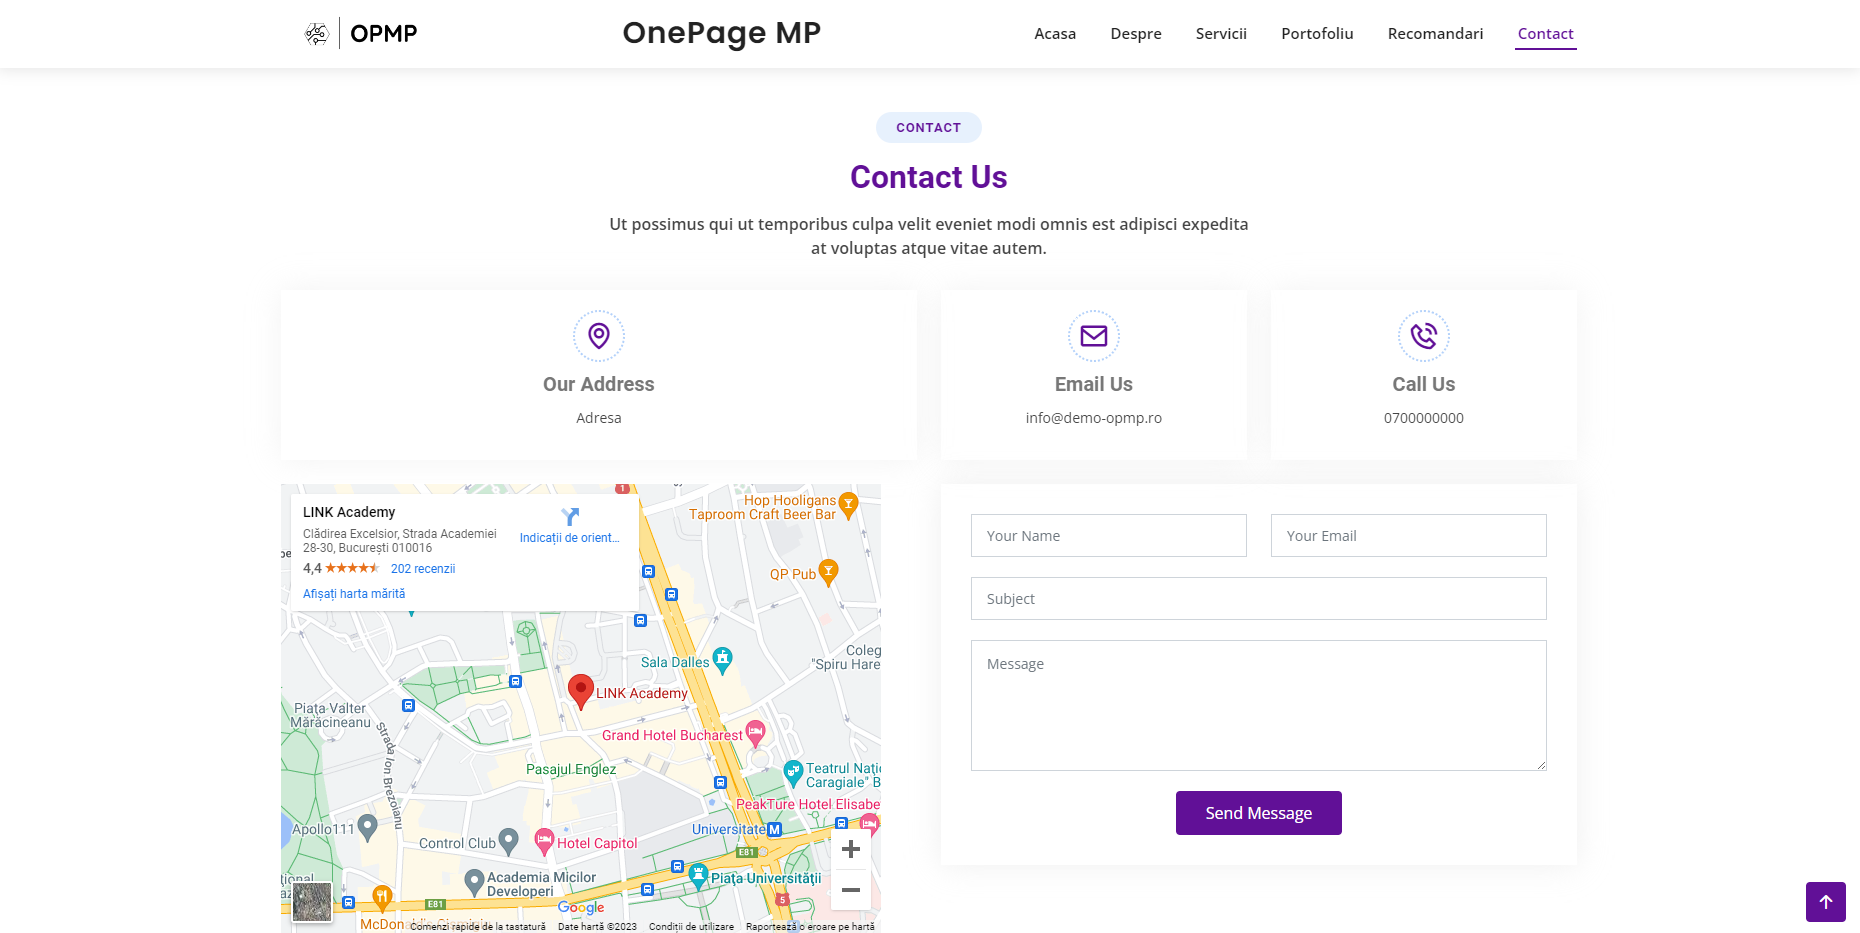 OPMP
OnePage MP
Acasa
Despre
Servicii
Portofoliu
Recomandari
Contact
CONTACT
Contact Us
Ut possimus qui ut temporibus culpa velit eveniet modi omnis est adipisci expedita
at voluptas atque vitae autem.
Our Address
Adresa
Email Us
info@demo-opmp.ro
Call Us
0700000000
LINK Academy
Clădirea Excelsior, Strada Academiei
28-30, București 010016
4,4
202 recenzii
Afișați harta mărită
Indicații de orient...
1
Hop Hooligans
Taproom Craft Beer Bar
QP Pub
Sala Dalles
Coleg
"Spiru Hare
LINK Academy
Piața Valter
Mărăcineanu
Strada Ion Brezoianu
Grand Hotel Bucharest
Pasajul Englez
Teatrul Nați
Caragiale" B
PeakTure Hotel Elisabe
Universitate
M
Apollo111
Control Club
Hotel Capitol
E81
Academia Micilor
Developeri
Piața Universității
5
E81
Google
Comenzi rapide de la tastatură
Date hartă ©2023
Condiții de utilizare
Raportează o eroare pe hartă
Your Name
Your Email
Subject
Message
Send Message